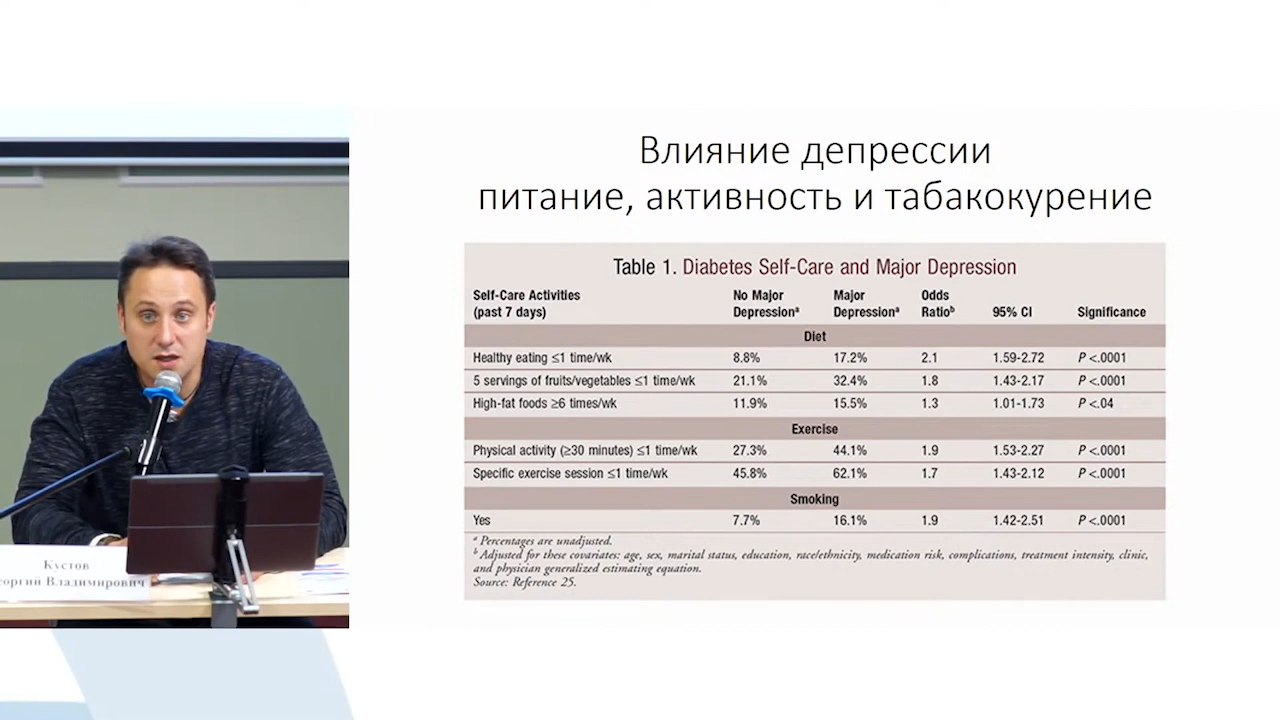 Влияние депрессии
питание, активность и табакокурение
Table 1. Diabetes Self-Care and Major Depression
Self-Care Activities (past 7 days) No Major Depressionᵃ Major Depressionᵃ Odds Ratioᵇ 95% CI Significance
Diet
Healthy eating ≤1 time/wk 8.8% 17.2% 2.1 1.59-2.72 P <.0001
5 servings of fruits/vegetables ≤1 time/wk 21.1% 32.4% 1.8 1.43-2.17 P <.0001
High-fat foods ≥6 times/wk 11.9% 15.5% 1.3 1.01-1.73 P <.04
Exercise
Physical activity (≥30 minutes) ≤1 time/wk 27.3% 44.1% 1.9 1.53-2.27 P <.0001
Specific exercise session ≤1 time/wk 45.8% 62.1% 1.7 1.43-2.12 P <.0001
Smoking
Yes 7.7% 16.1% 1.9 1.42-2.51 P <.0001
ᵃ Percentages are unadjusted.
ᵇ Adjusted for these covariates: age, sex, marital status, education, race/ethnicity, medication risk, complications, treatment intensity, clinic,
and physician generalized estimating equation.
Source: Reference 25.
Кустов
еоргий Владимирович